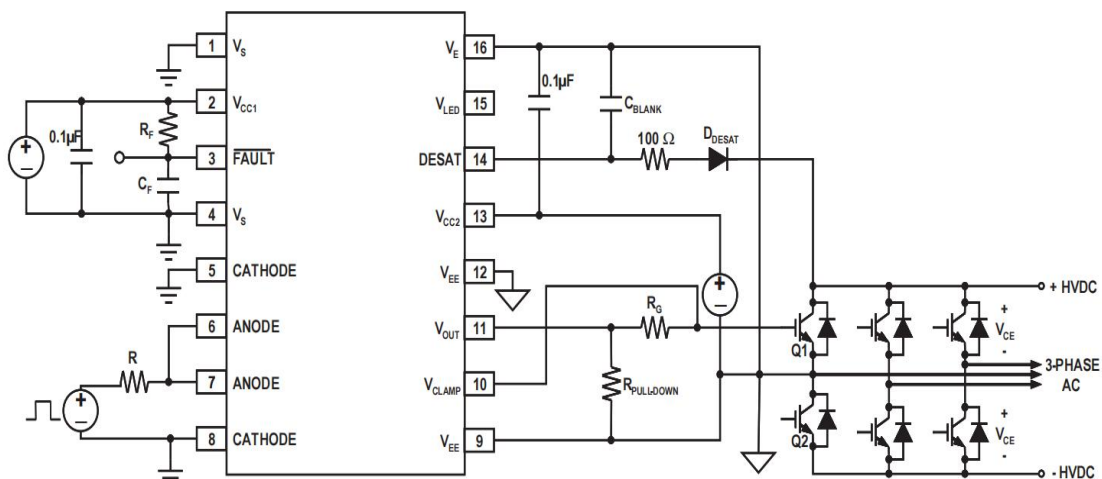 1 VS
VE 16
0.1µF
CBLANK
2 VCC1
VLED 15
0.1µF
RF
+
−
100 Ω
DDESAT
3 FAULT
DESAT 14
CF
4 VS
VCC2 13
5 CATHODE
VEE 12
+
−
+ HVDC
6 ANODE
VOUT 11
RG
Q1
+
VCE
-
R
7 ANODE
VCLAMP 10
RPULL-DOWN
3-PHASE
AC
+
−
8 CATHODE
VEE 9
Q2
+
VCE
-
- HVDC